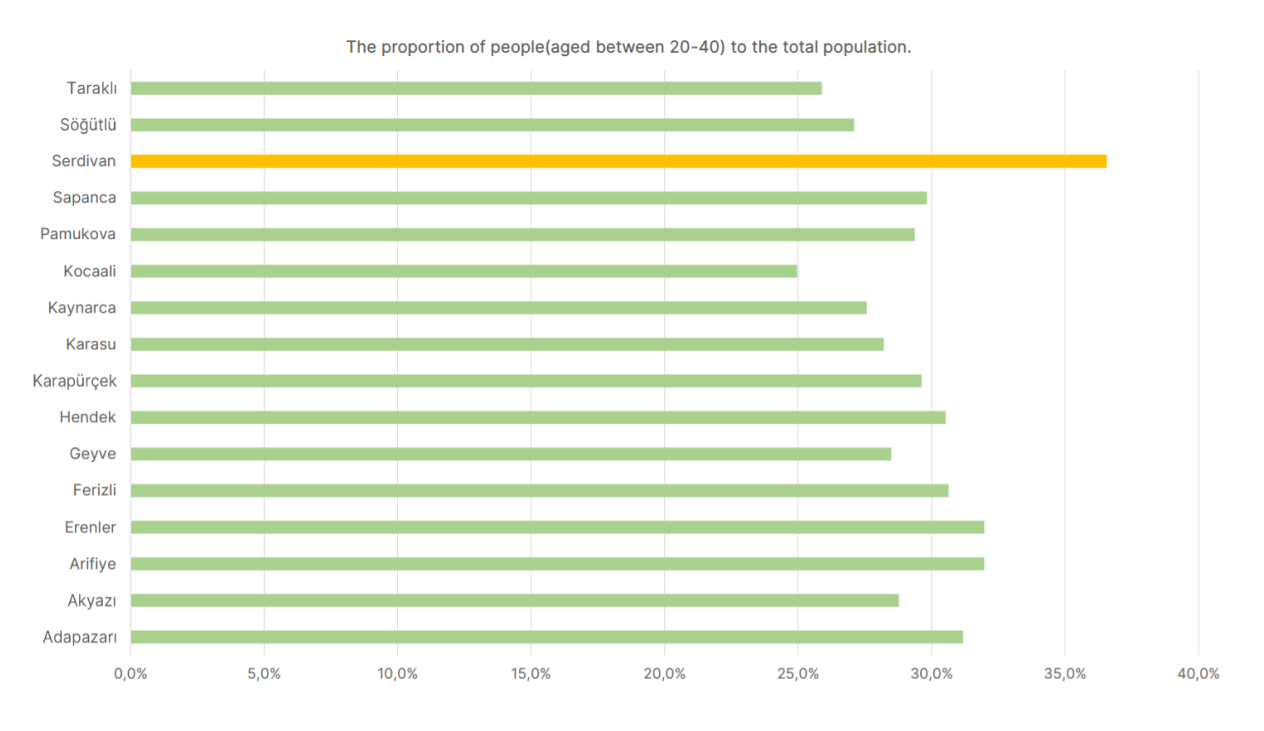 The proportion of people(aged between 20-40) to the total population.
Taraklı
Söğütlü
Serdivan
Sapanca
Pamukova
Kocaali
Kaynarca
Karasu
Karapürçek
Hendek
Geyve
Ferizli
Erenler
Arifiye
Akyazı
Adapazarı
0,0% 5,0% 10,0% 15,0% 20,0% 25,0% 30,0% 35,0% 40,0%